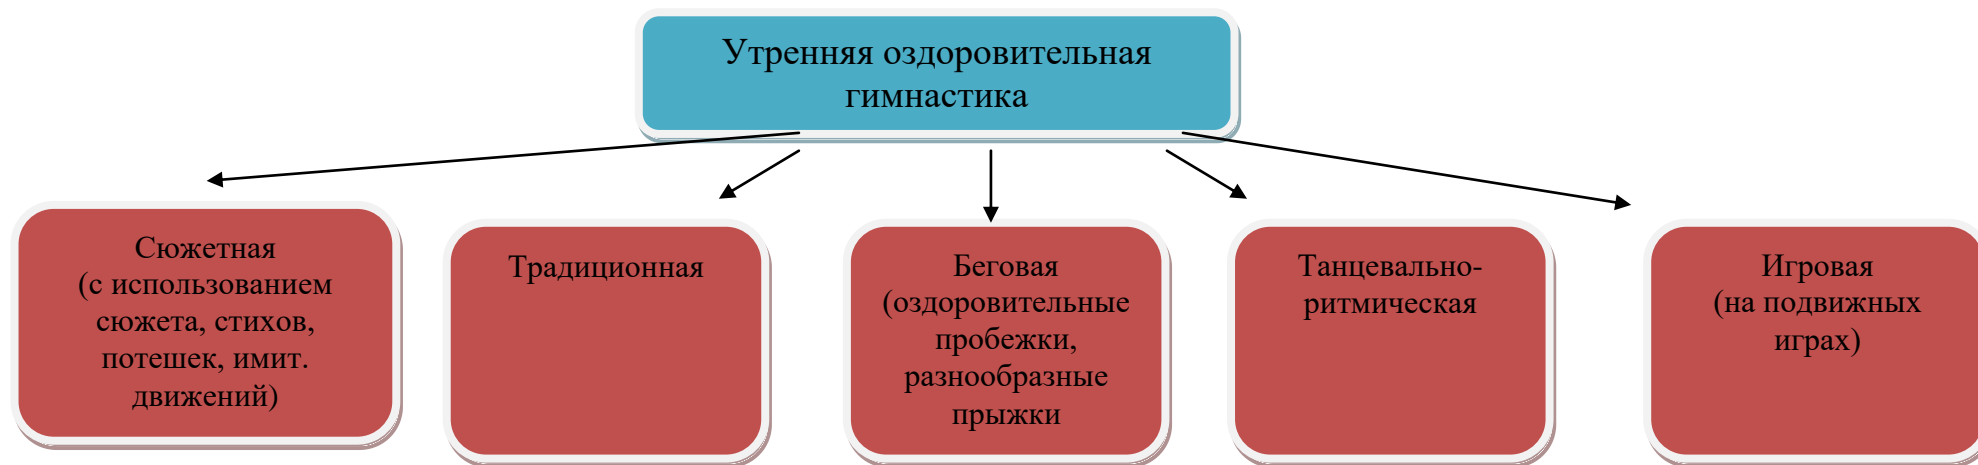 Утренняя оздоровительная
гимнастика
Сюжетная
(с использованием
сюжета, стихов,
потешек, имит.
движений)
Традиционная
Беговая
(оздоровительные
пробежки,
разнообразные
прыжки
Танцевально-
ритмическая
Игровая
(на подвижных
играх)